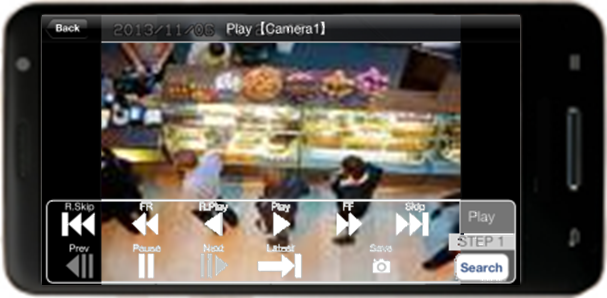 Back
2013/11/06
Play【Camera1】
R.Skip FR R.Play Play FF Skip
Play
STEP 1
Prev Pause Next Latest Save
Search